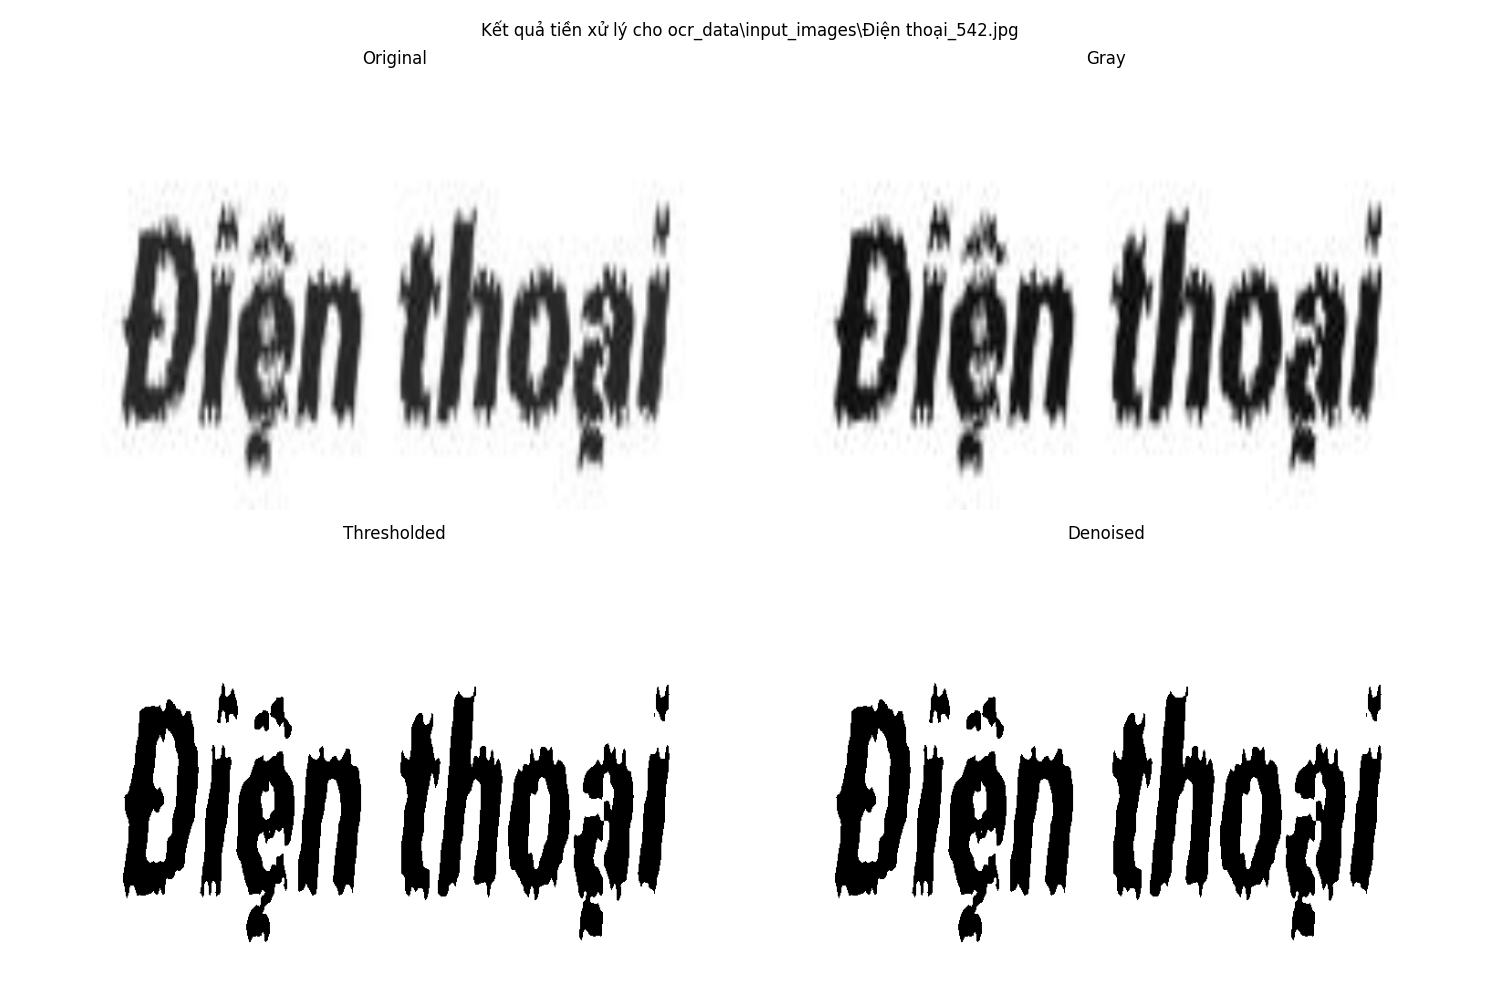 Kết quả tiền xử lý cho ocr_data\input_images\Điện thoại_542.jpg
Original
Gray
Điện thoại
Điện thoại
Thresholded
Denoised
Điện thoại
Điện thoại